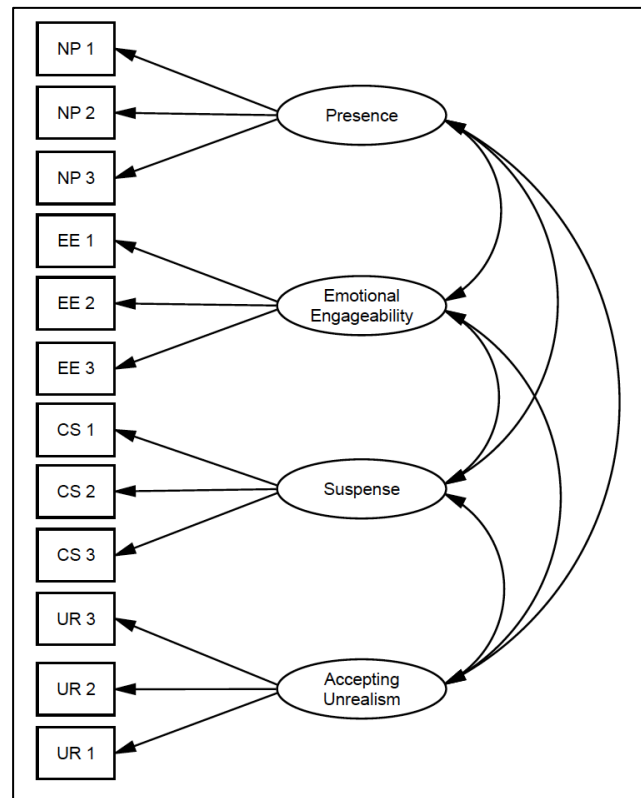 NP 1
NP 2
NP 3
Presence
EE 1
EE 2
EE 3
Emotional
Engageability
CS 1
CS 2
CS 3
Suspense
UR 3
UR 2
UR 1
Accepting
Unrealism